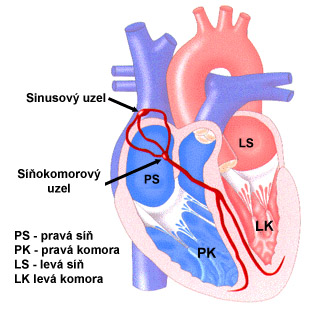 Sinusový uzel
LS
Síňokomorový
uzel
PS
LK
PK
PS - pravá síň
PK - pravá komora
LS - levá síň
LK levá komora